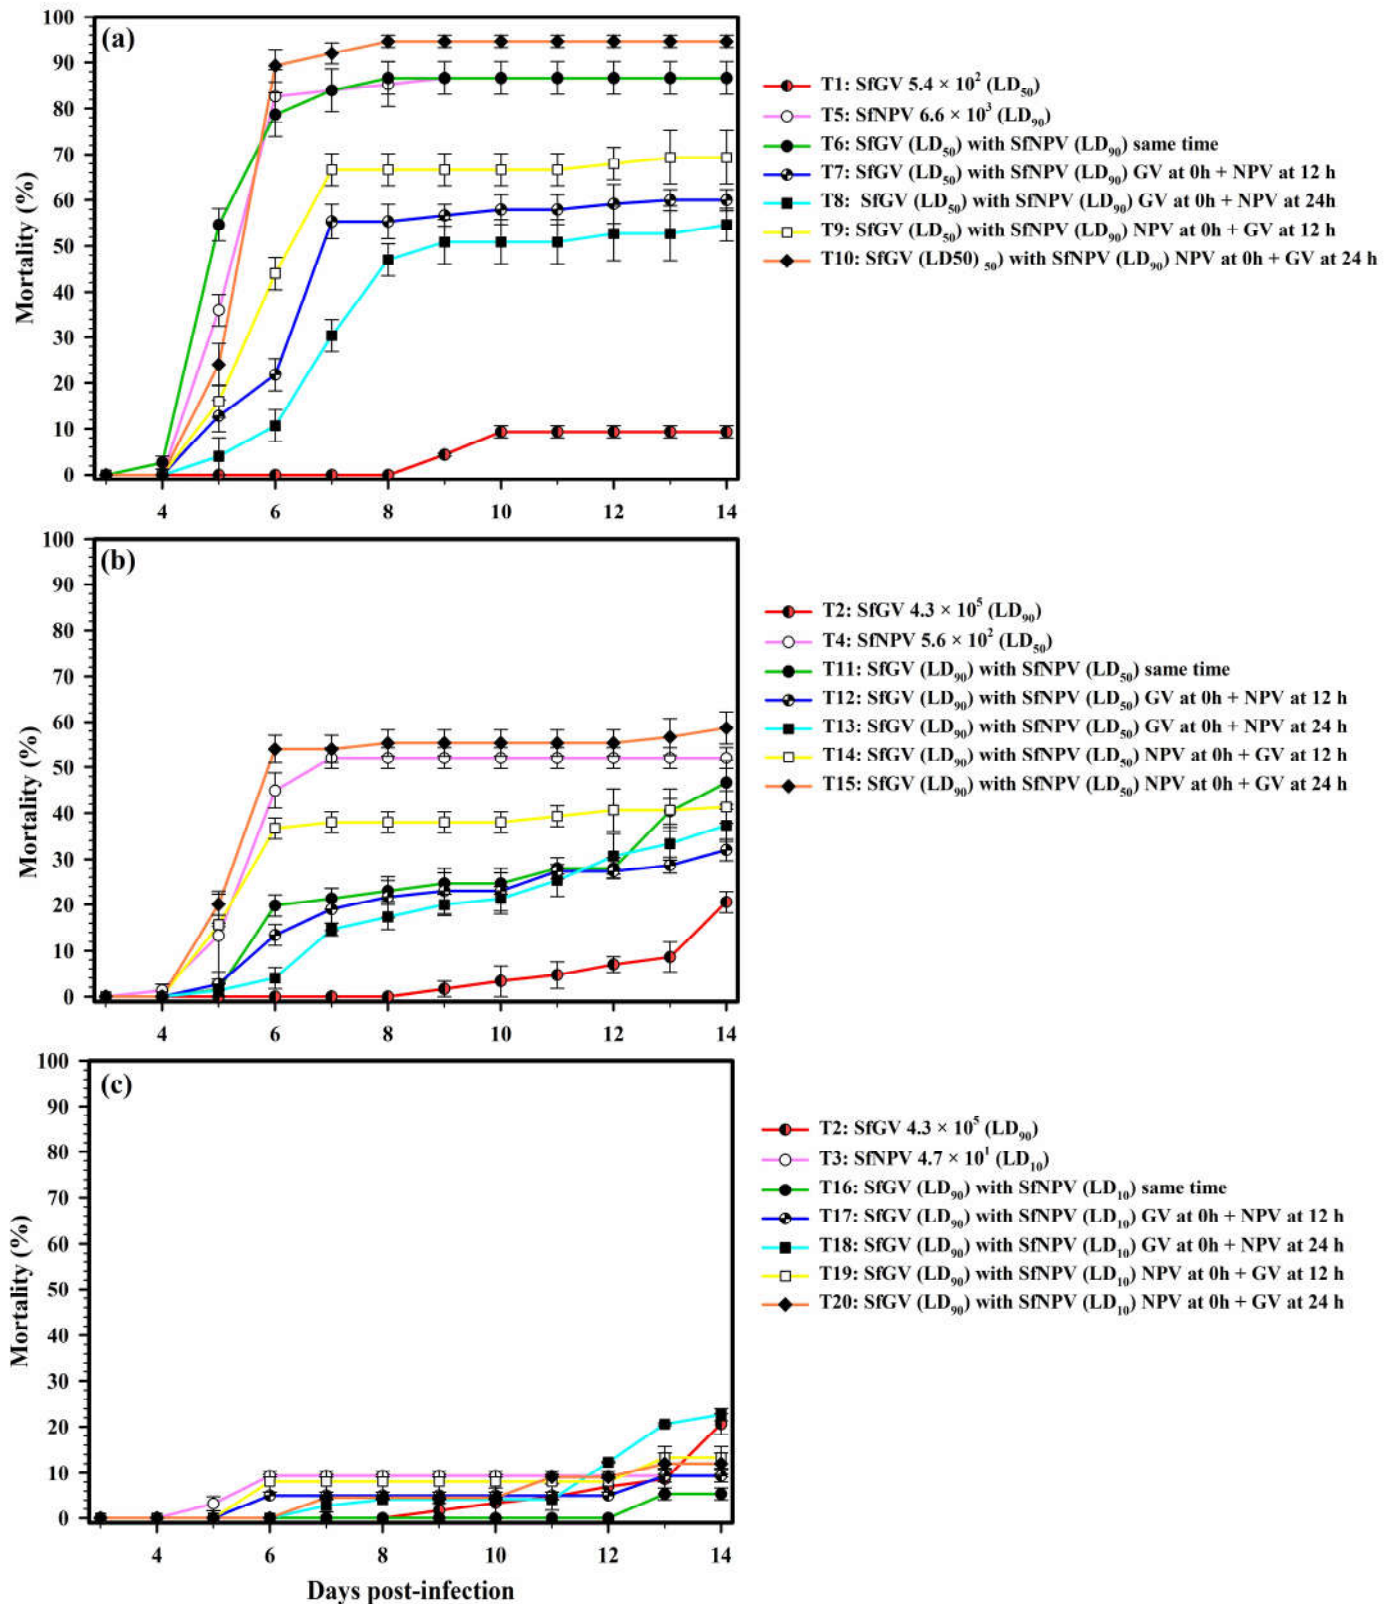 (a)
100
90
80
70
60
50
40
30
20
10
0
Mortality (%)
4 6 8 10 12 14
T1: SfGV 5.4 × 10² (LD₅₀)
T5: SfNPV 6.6 × 10³ (LD₉₀)
T6: SfGV (LD₅₀) with SfNPV (LD₉₀) same time
T7: SfGV (LD₅₀) with SfNPV (LD₉₀) GV at 0h + NPV at 12 h
T8: SfGV (LD₅₀) with SfNPV (LD₉₀) GV at 0h + NPV at 24h
T9: SfGV (LD₅₀) with SfNPV (LD₉₀) NPV at 0h + GV at 12 h
T10: SfGV (LD50) ₅₀) with SfNPV (LD₉₀) NPV at 0h + GV at 24 h
(b)
100
90
80
70
60
50
40
30
20
10
0
Mortality (%)
4 6 8 10 12 14
T2: SfGV 4.3 × 10⁵ (LD₉₀)
T4: SfNPV 5.6 × 10² (LD₅₀)
T11: SfGV (LD₉₀) with SfNPV (LD₅₀) same time
T12: SfGV (LD₉₀) with SfNPV (LD₅₀) GV at 0h + NPV at 12 h
T13: SfGV (LD₉₀) with SfNPV (LD₅₀) GV at 0h + NPV at 24 h
T14: SfGV (LD₉₀) with SfNPV (LD₅₀) NPV at 0h + GV at 12 h
T15: SfGV (LD₉₀) with SfNPV (LD₅₀) NPV at 0h + GV at 24 h
(c)
100
90
80
70
60
50
40
30
20
10
0
Mortality (%)
4 6 8 10 12 14
Days post-infection
T2: SfGV 4.3 × 10⁵ (LD₉₀)
T3: SfNPV 4.7 × 10¹ (LD₁₀)
T16: SfGV (LD₉₀) with SfNPV (LD₁₀) same time
T17: SfGV (LD₉₀) with SfNPV (LD₁₀) GV at 0h + NPV at 12 h
T18: SfGV (LD₉₀) with SfNPV (LD₁₀) GV at 0h + NPV at 24 h
T19: SfGV (LD₉₀) with SfNPV (LD₁₀) NPV at 0h + GV at 12 h
T20: SfGV (LD₉₀) with SfNPV (LD₁₀) NPV at 0h + GV at 24 h